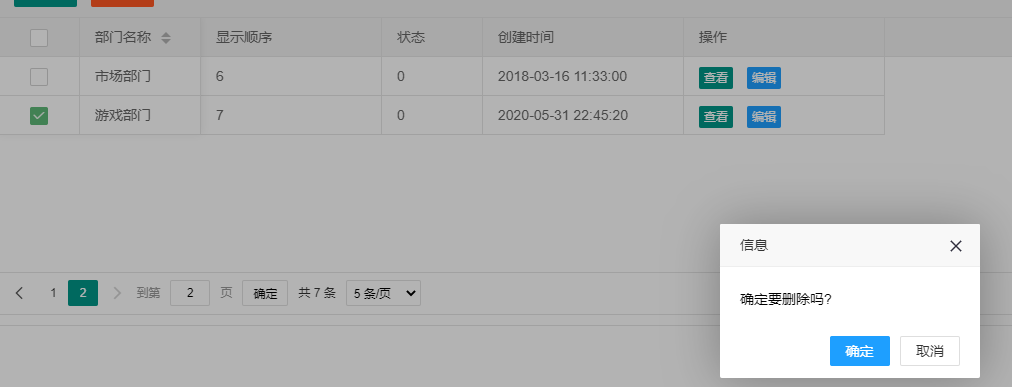 部门名称 显示顺序 状态 创建时间 操作
市场部门 6 0 2018-03-16 11:33:00 查看 编辑
游戏部门 7 0 2020-05-31 22:45:20 查看 编辑
信息
确定要删除吗?
确定 取消
1 2 到第 2 页 确定 共 7 条 5 条/页